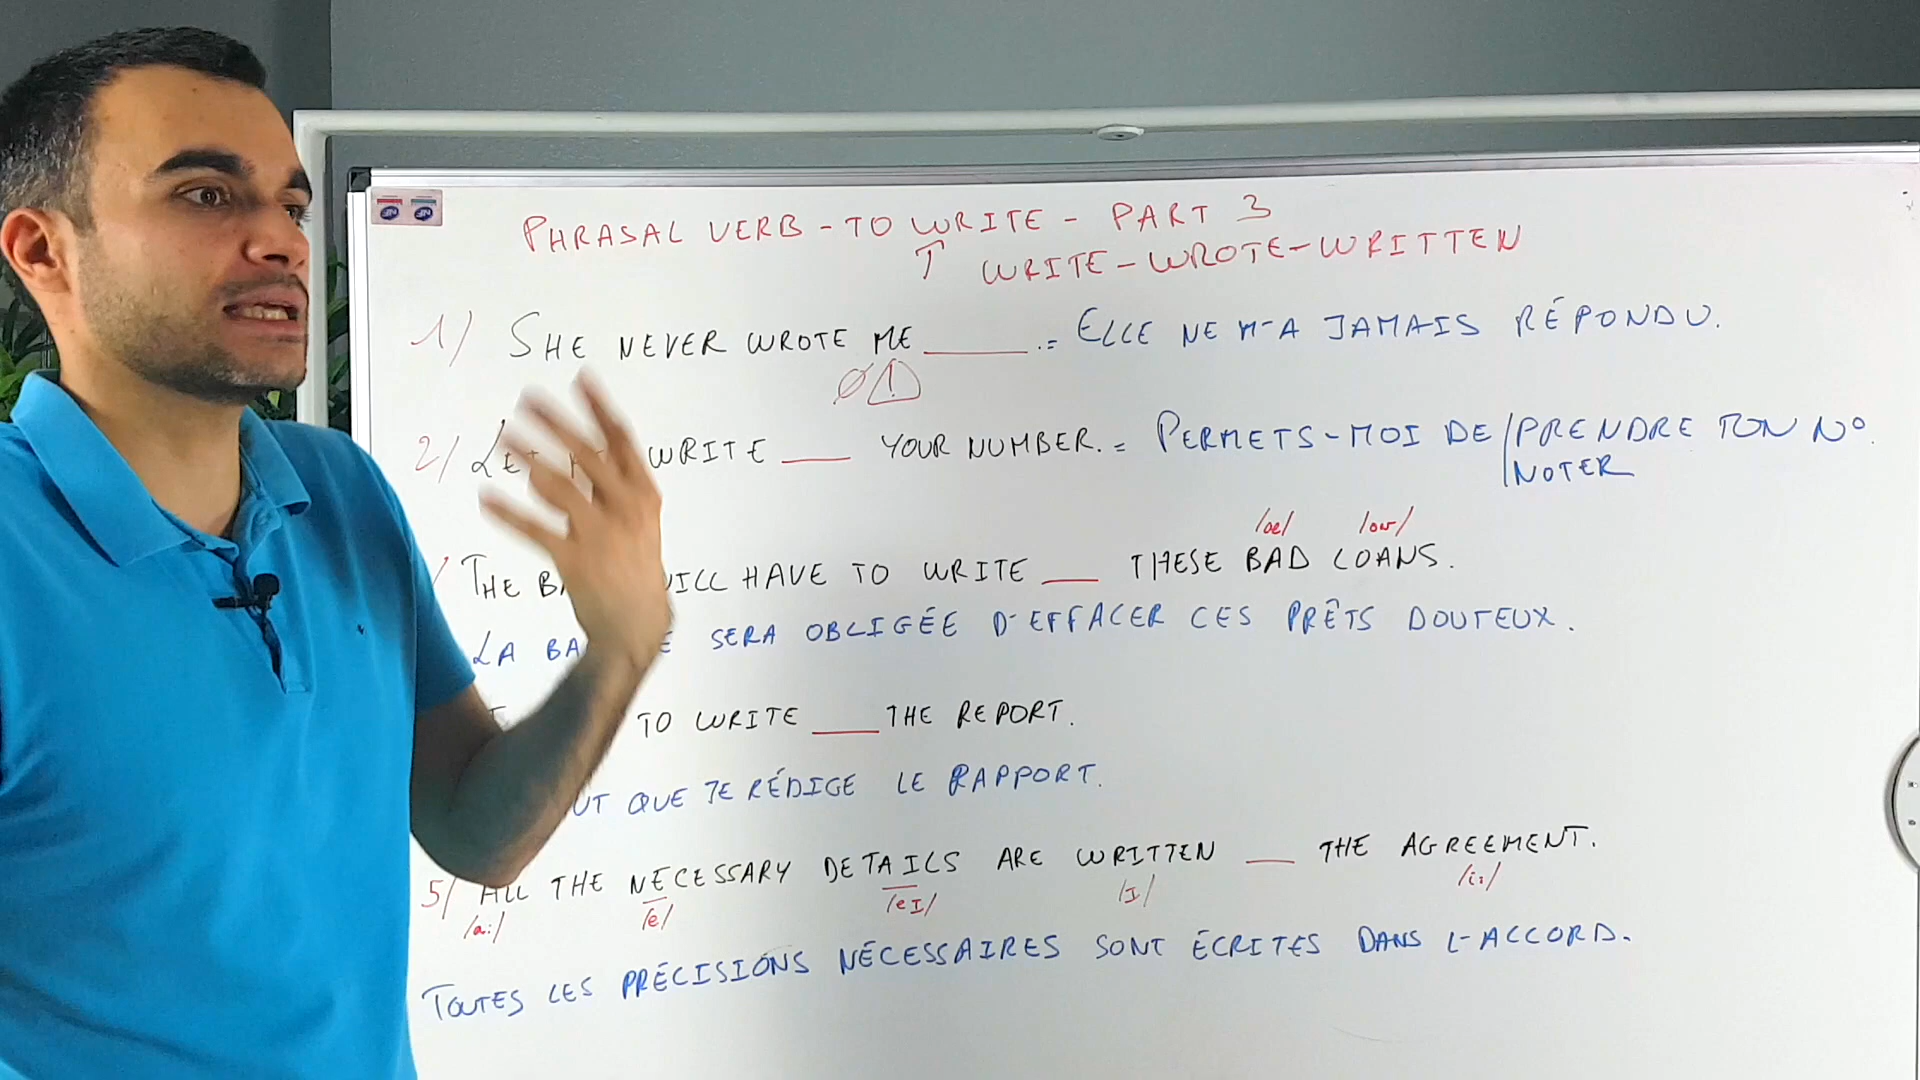 PHRASAL VERB - TO WRITE - PART 3
↑ WRITE - WROTE - WRITTEN
1/ SHE NEVER WROTE ME ____. = ELLE NE M'A JAMAIS RÉPONDU.
Ø !
2/ LET WRITE ___ YOUR NUMBER. = PERMETS-MOI DE / PRENDRE TON N°.
NOTER
/æ/ /əʊ/
THE WILL HAVE TO WRITE ___ THESE BAD LOANS.
LA SERA OBLIGÉE D'EFFACER CES PRÊTS DOUTEUX.
TO WRITE ___ THE REPORT.
QUE JE RÉDIGE LE RAPPORT.
5/ ALL THE NECESSARY DETAILS ARE WRITTEN ___ THE AGREEMENT.
/e/ /eɪ/ /ɪ/ /i:/
TOUTES LES PRÉCISIONS NÉCESSAIRES SONT ÉCRITES DANS L'ACCORD.